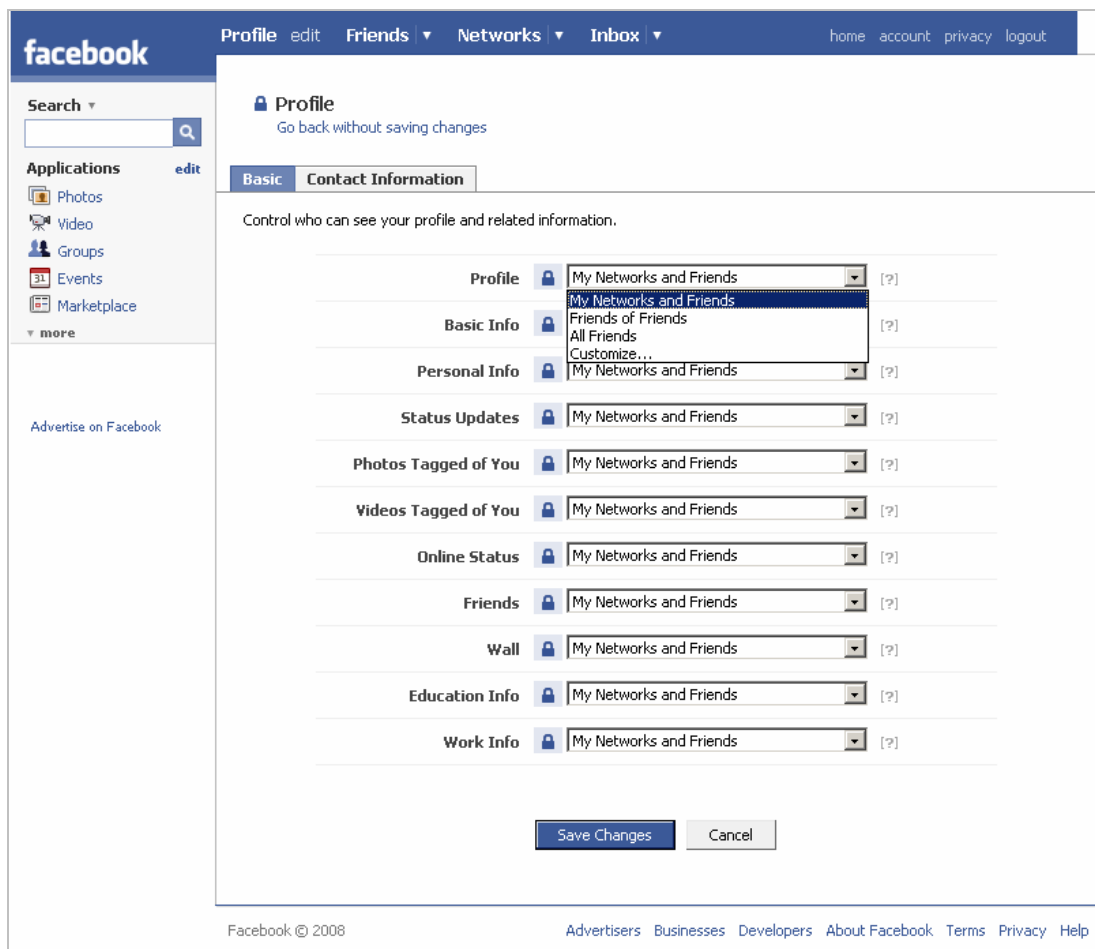 facebook
Profile edit Friends ▾ Networks ▾ Inbox ▾ home account privacy logout
Search ▾
Applications edit
Photos
Video
Groups
31 Events
Marketplace
▾ more
Advertise on Facebook
Profile
Go back without saving changes
Basic Contact Information
Control who can see your profile and related information.
Profile My Networks and Friends [?]
My Networks and Friends
Friends of Friends
All Friends
Customize...
Basic Info [?]
Personal Info My Networks and Friends [?]
Status Updates My Networks and Friends [?]
Photos Tagged of You My Networks and Friends [?]
Videos Tagged of You My Networks and Friends [?]
Online Status My Networks and Friends [?]
Friends My Networks and Friends [?]
Wall My Networks and Friends [?]
Education Info My Networks and Friends [?]
Work Info My Networks and Friends [?]
Save Changes Cancel
Facebook © 2008 Advertisers Businesses Developers About Facebook Terms Privacy Help